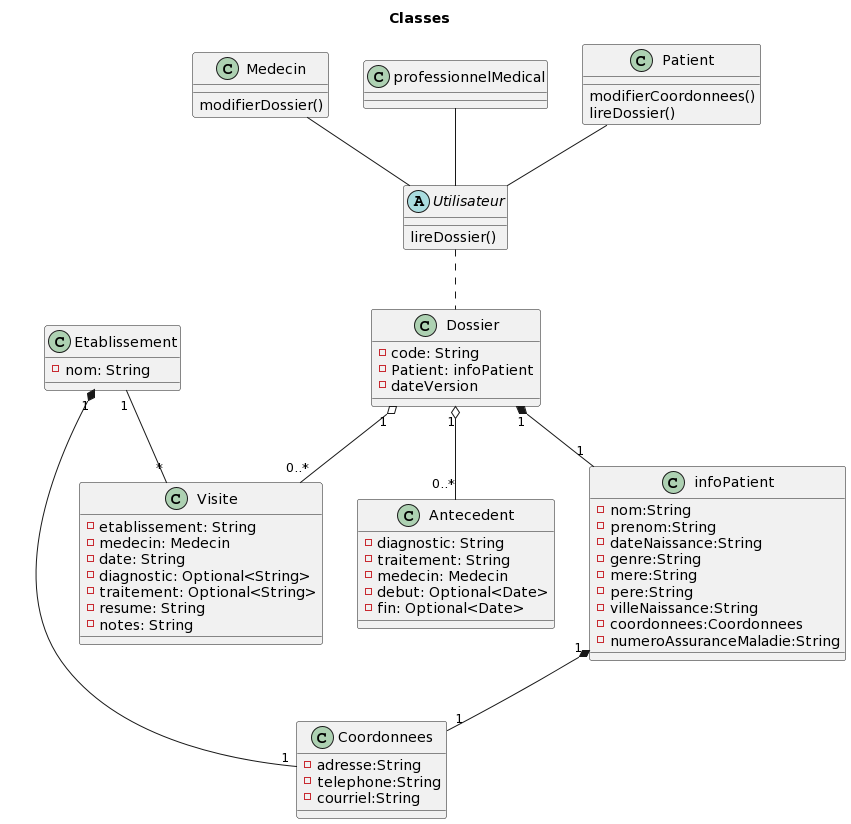 Classes
C Medecin
modifierDossier()
C professionnelMedical
C Patient
modifierCoordonnees()
lireDossier()
A Utilisateur
lireDossier()
C Etablissement
nom: String
C Dossier
code: String
Patient: infoPatient
dateVersion
1
1
1
1
1
*
0..*
0..*
1
C Visite
etablissement: String
medecin: Medecin
date: String
diagnostic: Optional<String>
traitement: Optional<String>
resume: String
notes: String
C Antecedent
diagnostic: String
traitement: String
medecin: Medecin
debut: Optional<Date>
fin: Optional<Date>
C infoPatient
nom:String
prenom:String
dateNaissance:String
genre:String
mere:String
pere:String
villeNaissance:String
coordonnees:Coordonnees
numeroAssuranceMaladie:String
1
1
1
C Coordonnees
adresse:String
telephone:String
courriel:String